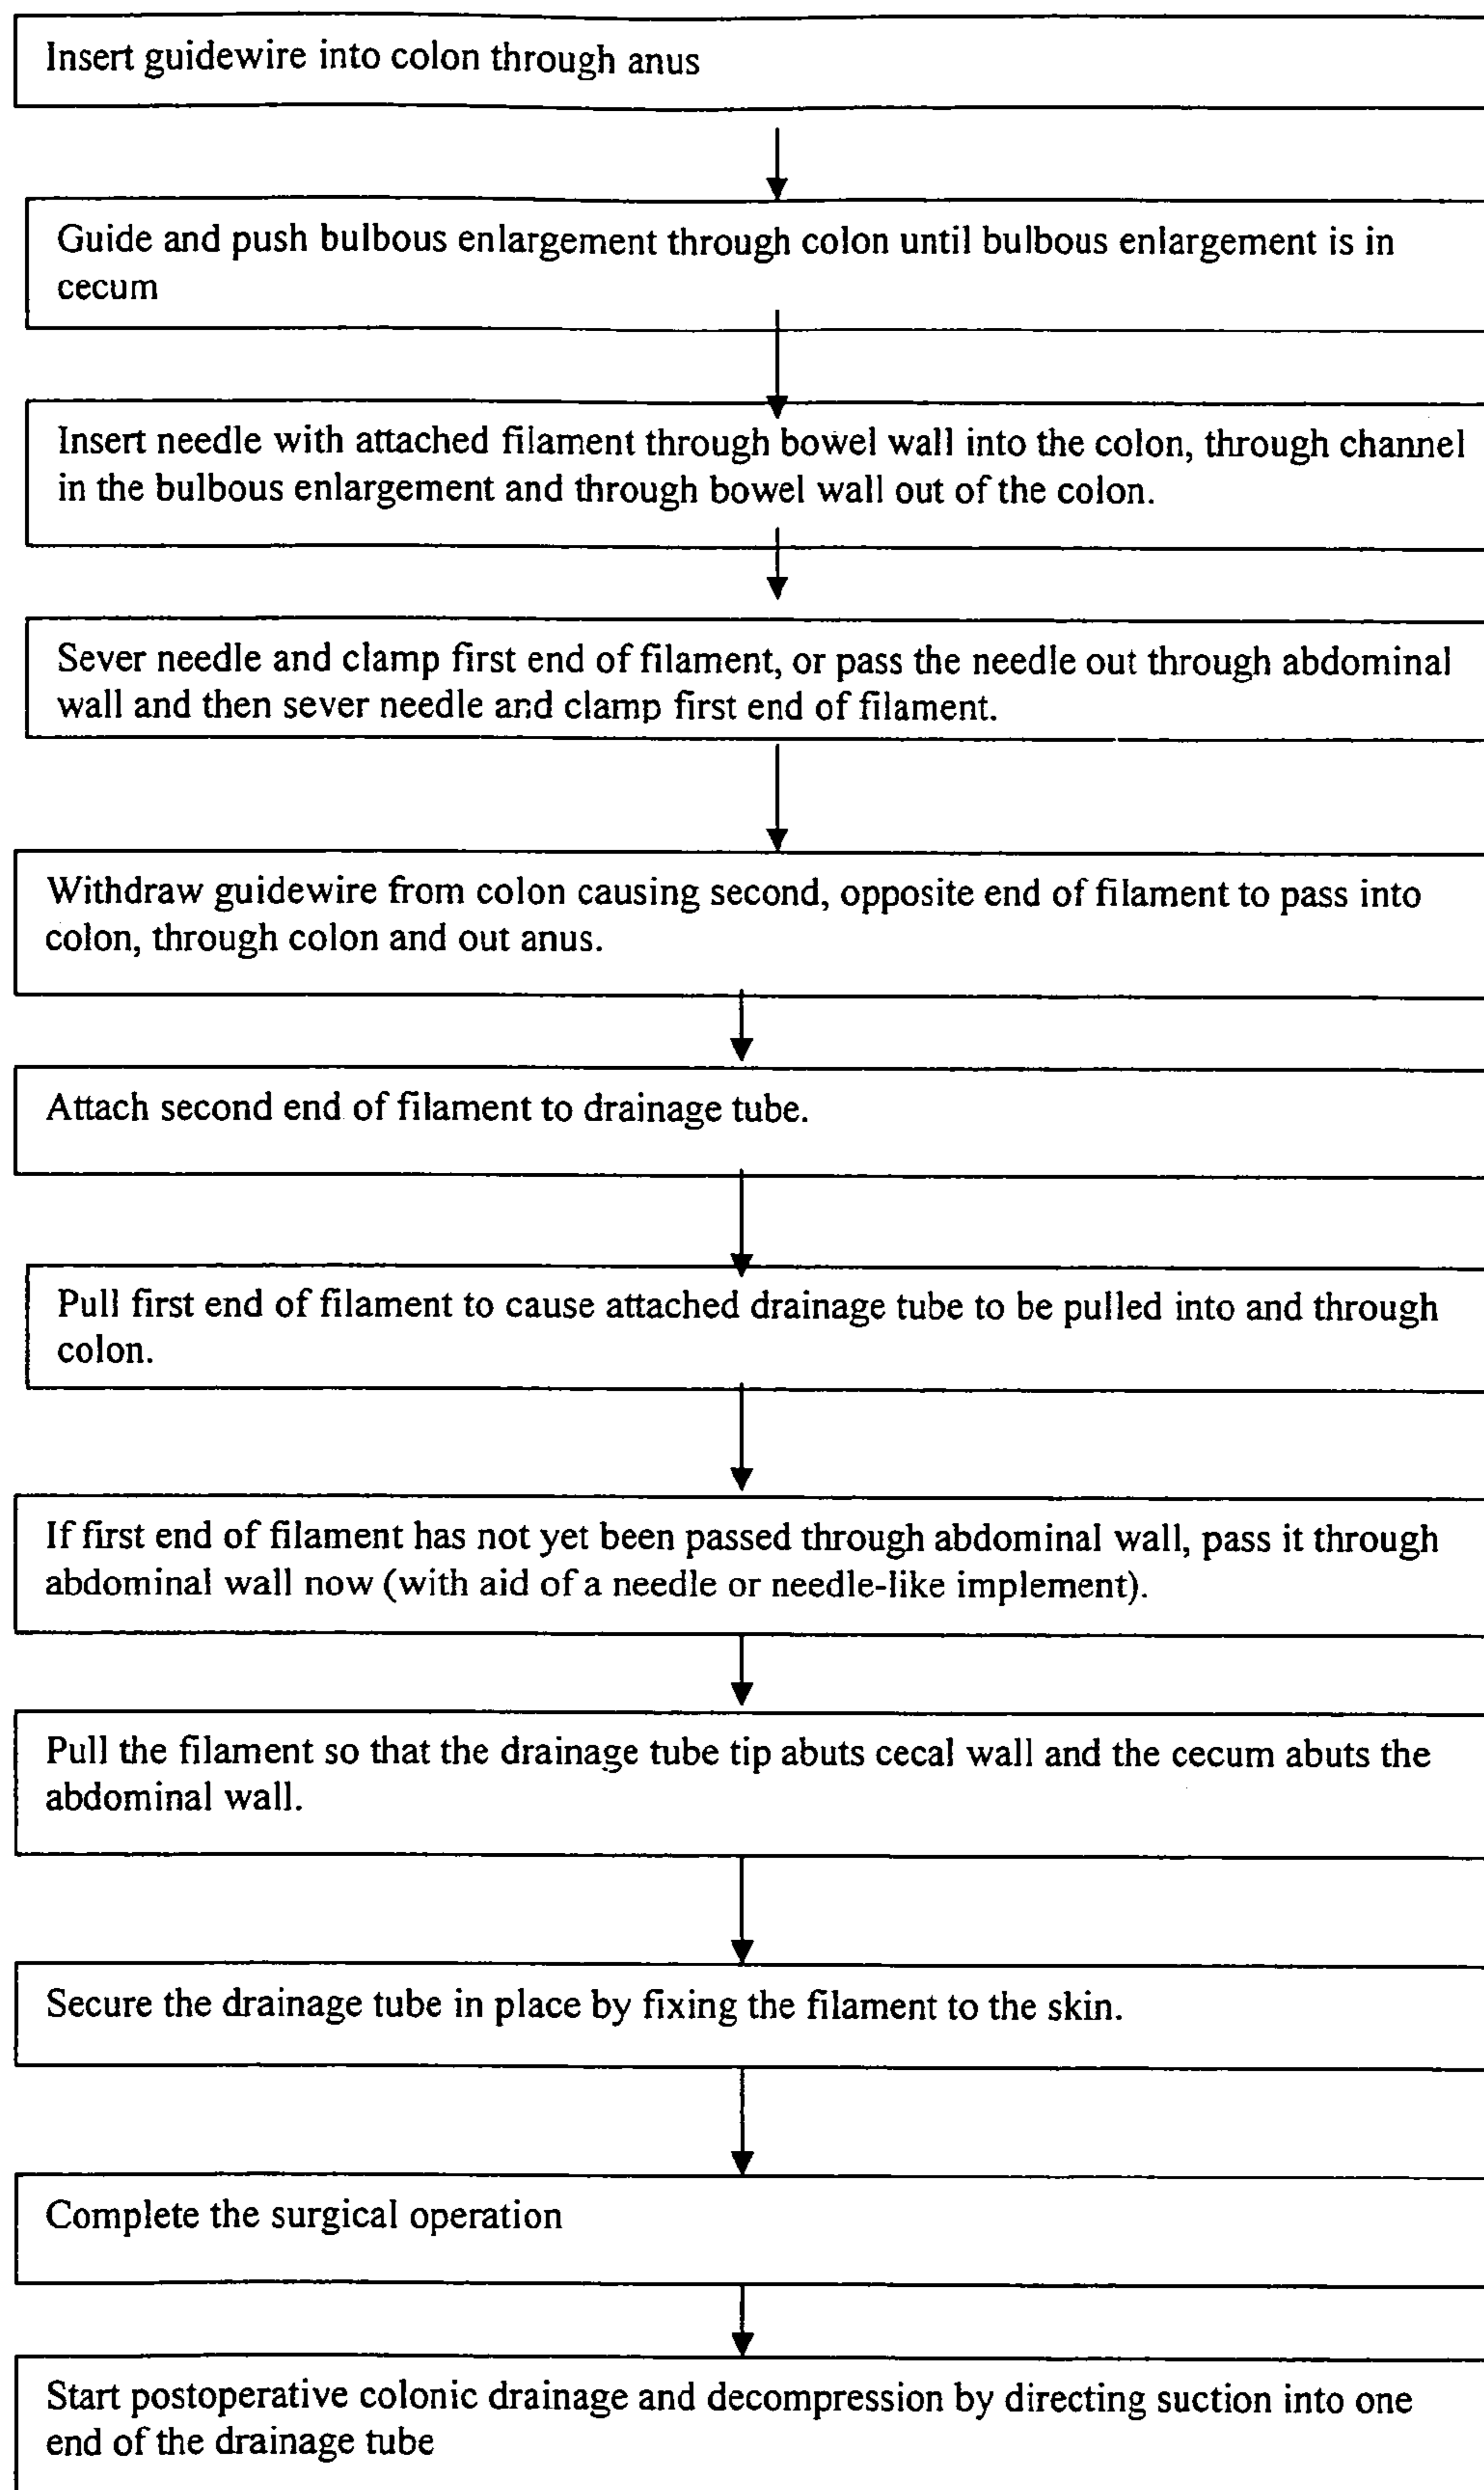 Insert guidewire into colon through anus
Guide and push bulbous enlargement through colon until bulbous enlargement is in
cecum
Insert needle with attached filament through bowel wall into the colon, through channel
in the bulbous enlargement and through bowel wall out of the colon.
Sever needle and clamp first end of filament, or pass the needle out through abdominal
wall and then sever needle and clamp first end of filament.
Withdraw guidewire from colon causing second, opposite end of filament to pass into
colon, through colon and out anus.
Attach second end of filament to drainage tube.
Pull first end of filament to cause attached drainage tube to be pulled into and through
colon.
If first end of filament has not yet been passed through abdominal wall, pass it through
abdominal wall now (with aid of a needle or needle-like implement).
Pull the filament so that the drainage tube tip abuts cecal wall and the cecum abuts the
abdominal wall.
Secure the drainage tube in place by fixing the filament to the skin.
Complete the surgical operation
Start postoperative colonic drainage and decompression by directing suction into one
end of the drainage tube